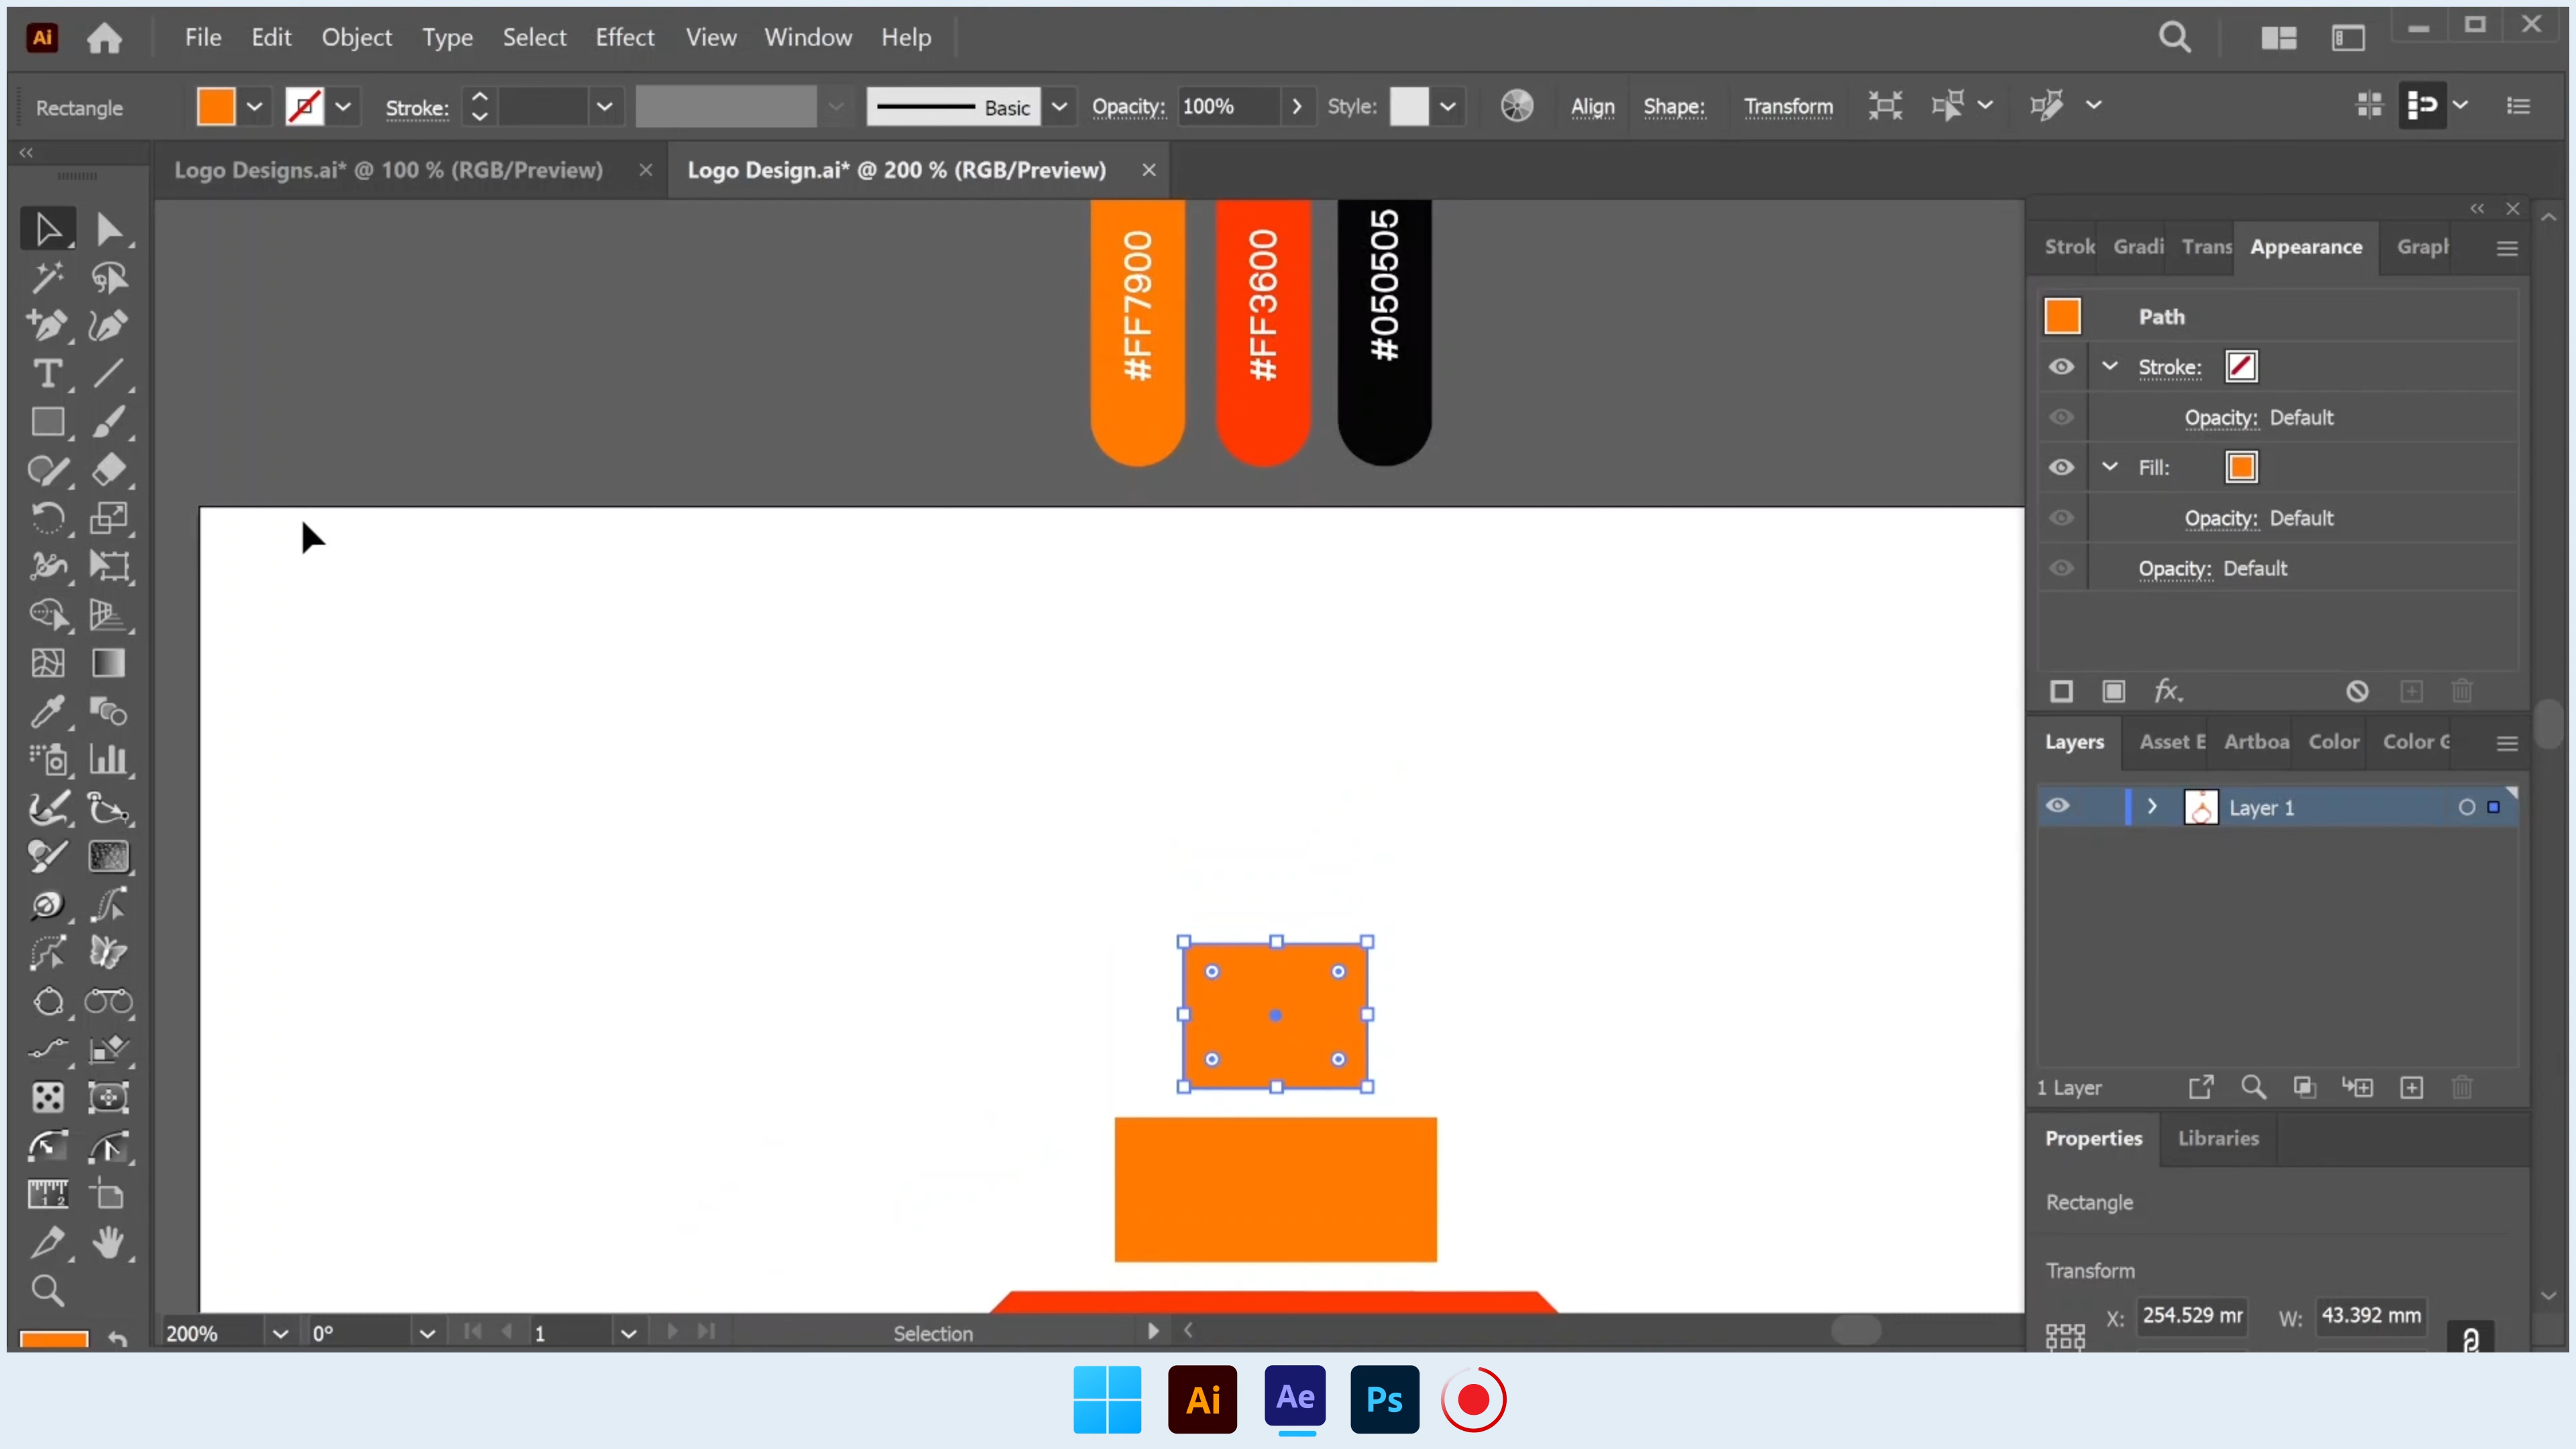 Ai File Edit Object Type Select Effect View Window Help
Rectangle Stroke: Basic Opacity: 100% Style: Align Shape: Transform
Logo Designs.ai* @ 100 % (RGB/Preview) × Logo Design.ai* @ 200 % (RGB/Preview) ×
#FF7900
#FF3600
#050505
Strok Gradi Trans Appearance Graph
Path
Stroke:
Opacity: Default
Fill:
Opacity: Default
Opacity: Default
fx
Layers Asset E Artboa Color Color G
Layer 1
1 Layer
Properties Libraries
Rectangle
Transform
X: 254.529 mr W: 43.392 mm
200% 0° 1 Selection
Ai Ae Ps